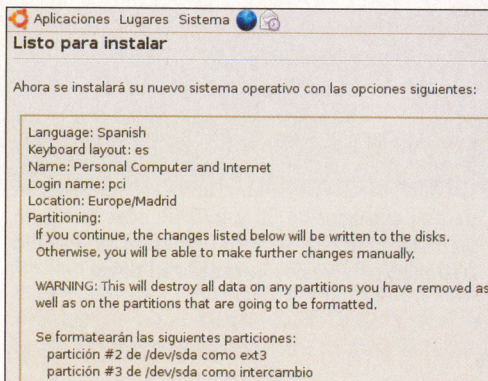 Aplicaciones Lugares Sistema
Listo para instalar
Ahora se instalará su nuevo sistema operativo con las opciones siguientes:
Language: Spanish
Keyboard layout: es
Name: Personal Computer and Internet
Login name: pci
Location: Europe/Madrid
Partitioning:
If you continue, the changes listed below will be written to the disks.
Otherwise, you will be able to make further changes manually.
WARNING: This will destroy all data on any partitions you have removed as
well as on the partitions that are going to be formatted.
Se formatearán las siguientes particiones:
partición #2 de /dev/sda como ext3
partición #3 de /dev/sda como intercambio